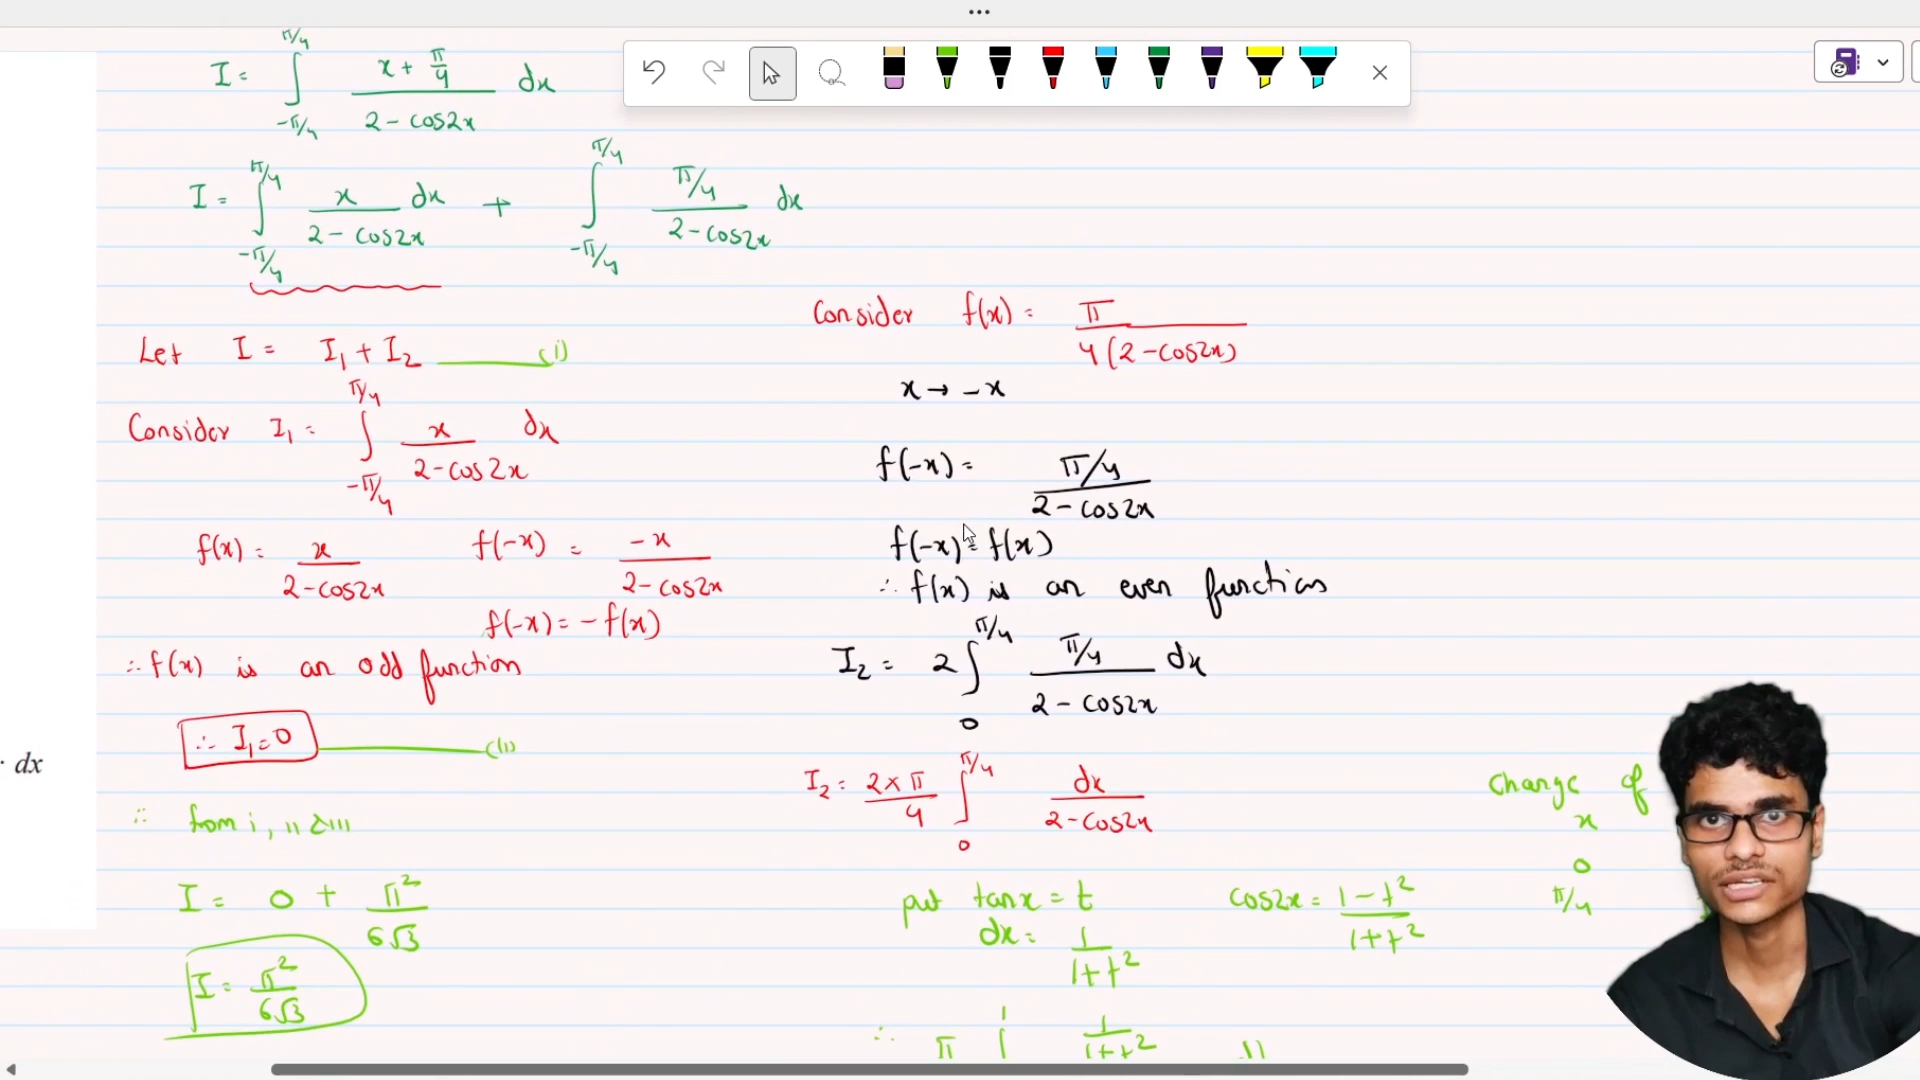 I = ∫_{-π/4}^{π/4} (x + π/4)/(2 - cos2x) dx
I = ∫_{-π/4}^{π/4} x/(2 - cos2x) dx + ∫_{-π/4}^{π/4} (π/4)/(2 - cos2x) dx
Let I = I₁ + I₂ (i)
Consider I₁ = ∫_{-π/4}^{π/4} x/(2 - cos2x) dx
f(x) = x/(2 - cos2x) f(-x) = -x/(2 - cos2x)
f(-x) = - f(x)
∴ f(x) is an odd function
∴ I₁ = 0 (ii)
· dx
∴ from i, ii & iii
I = 0 + π²/(6√3)
I = π²/(6√3)
Consider f(x) = π/(4(2 - cos2x))
x → -x
f(-x) = (π/4)/(2 - cos2x)
f(-x) = f(x)
∴ f(x) is an even function
I₂ = 2 ∫_0^{π/4} (π/4)/(2 - cos2x) dx
I₂ = (2×π)/4 ∫_0^{π/4} dx/(2 - cos2x)
put tanx = t cos2x = (1 - t²)/(1 + t²)
dx = 1/(1 + t²)
Change of
x
0
π/4